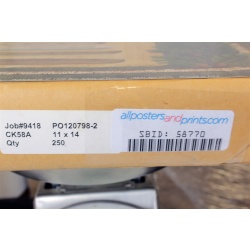 Job#9418 PO120798-2
CK58A 11 x 14
Qty 250
allpostersandprints.com
SBID: 58770